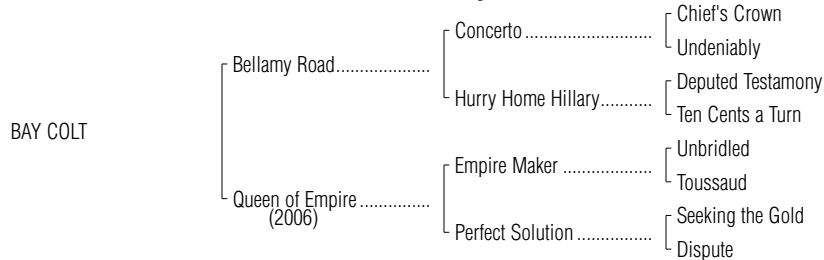 Chief's Crown
Concerto...........................
Undeniably
Bellamy Road....................
Deputed Testamony
Hurry Home Hillary...........
Ten Cents a Turn
BAY COLT
Unbridled
Empire Maker ...................
Toussaud
Queen of Empire ...............
(2006)
Seeking the Gold
Perfect Solution ................
Dispute